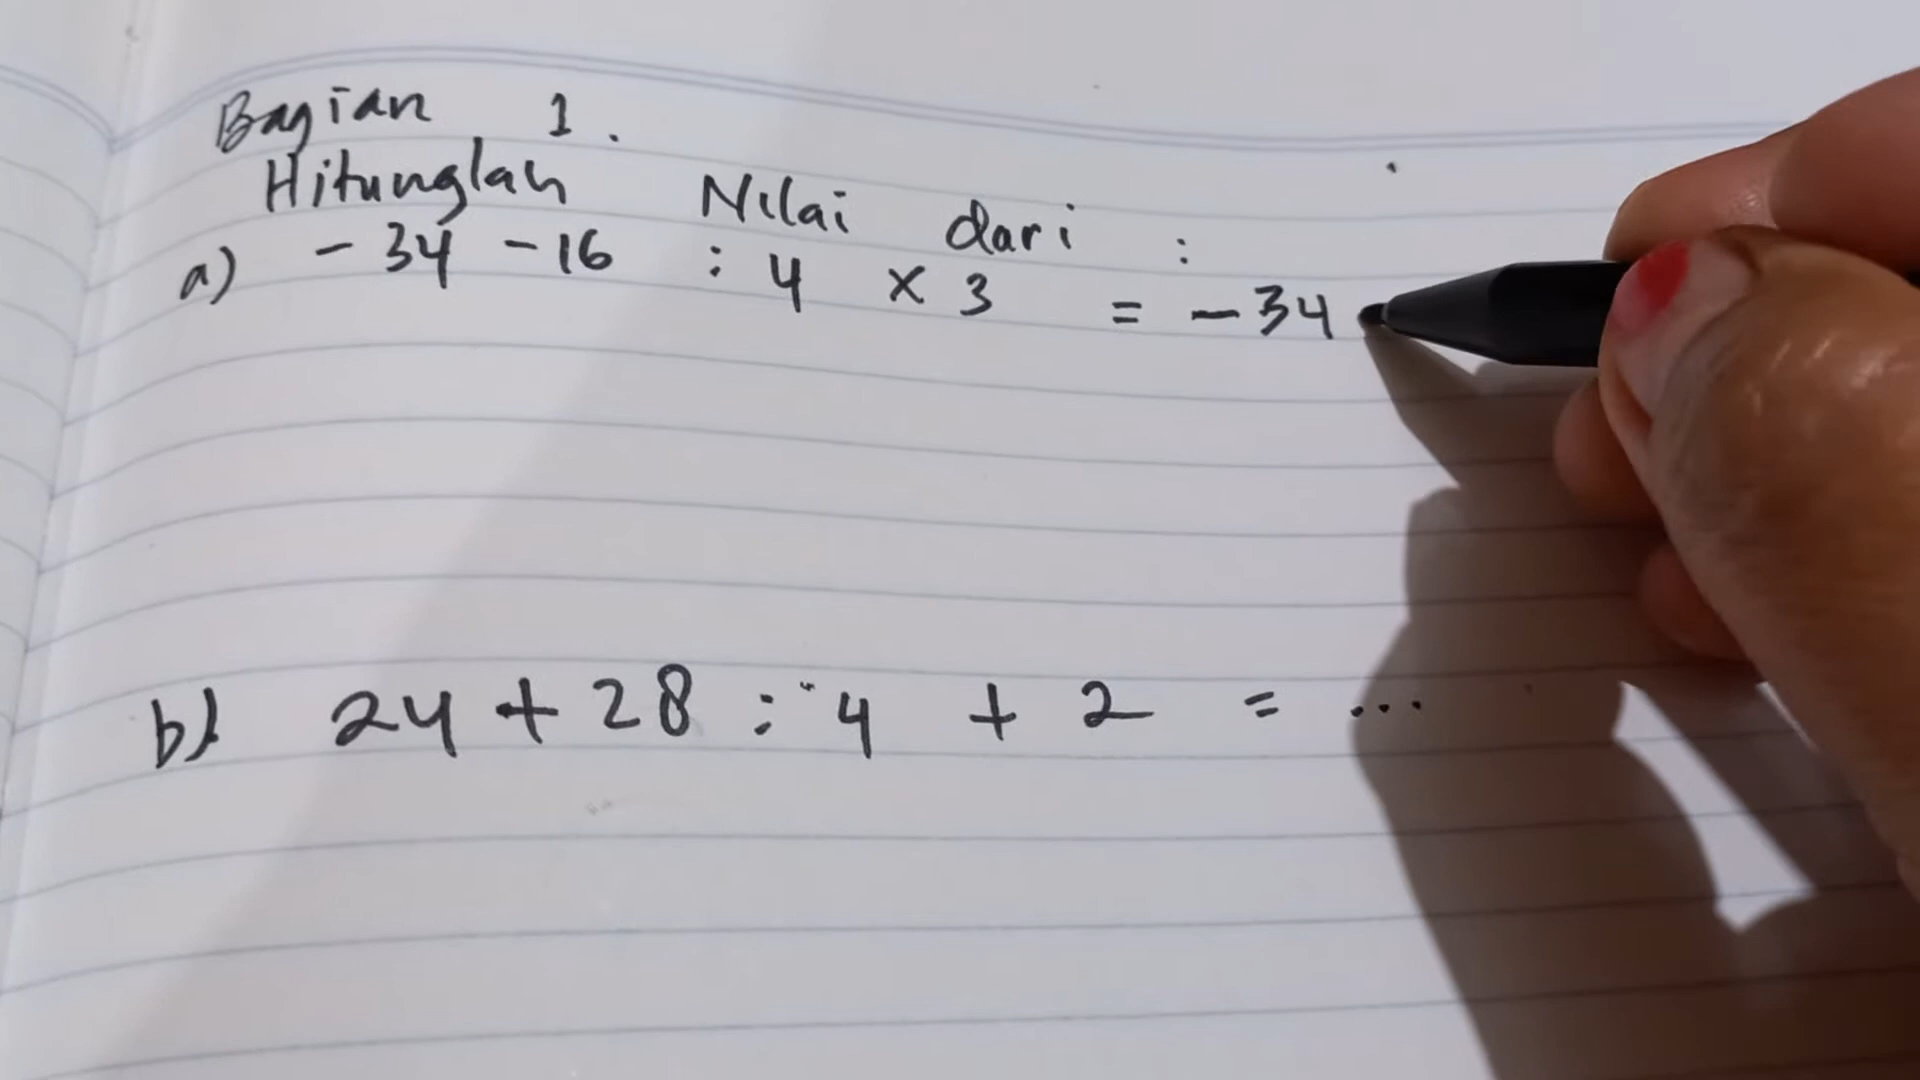 Bagian 1.
Hitunglah Nilai dari :
a) - 34 - 16 : 4 × 3 = - 34
b) 24 + 28 : 4 + 2 = ...